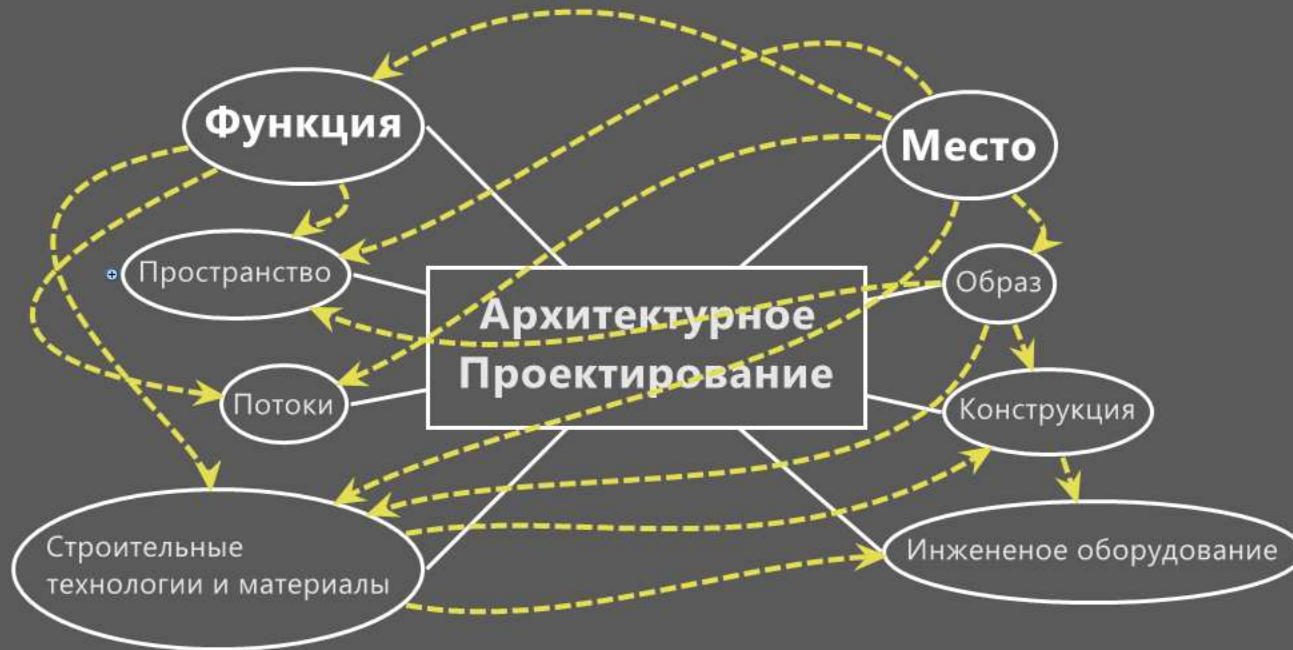 Функция
Место
Пространство
Образ
Архитектурное
Проектирование
Потоки
Конструкция
Строительные
технологии и материалы
Инжененое оборудование